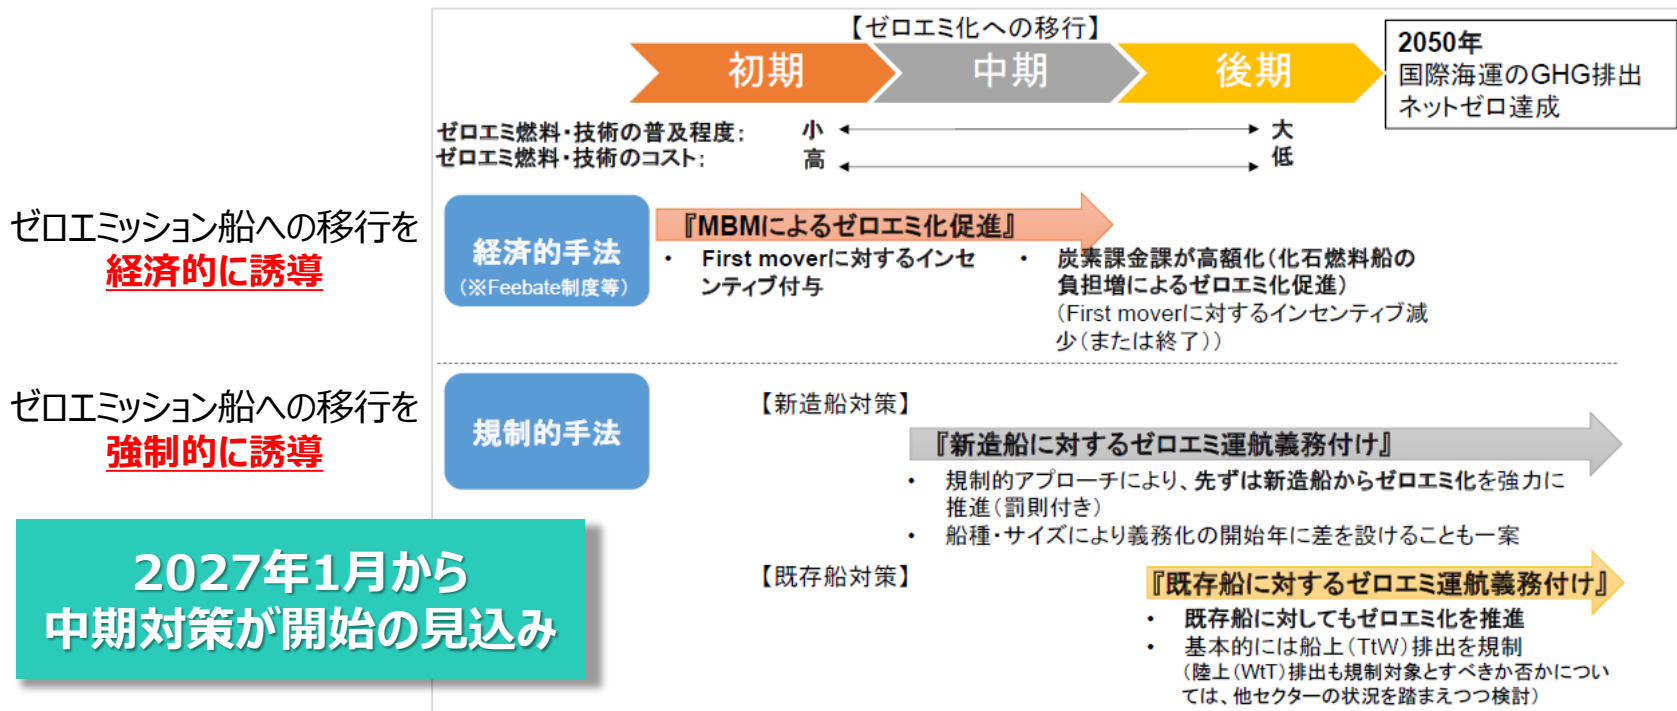 【ゼロエミ化への移行】
初期
中期
後期
2050年
国際海運のGHG排出
ネットゼロ達成
ゼロエミ燃料・技術の普及程度:
小
大
ゼロエミ燃料・技術のコスト:
高
低
ゼロエミッション船への移行を
経済的に誘導
経済的手法
(※Feebate制度等)
『MBMによるゼロエミ化促進』
・ First moverに対するインセ
ンティブ付与
・ 炭素課金課が高額化(化石燃料船の
負担増によるゼロエミ化促進)
(First moverに対するインセンティブ減
少(または終了))
ゼロエミッション船への移行を
強制的に誘導
規制的手法
【新造船対策】
『新造船に対するゼロエミ運航義務付け』
・ 規制的アプローチにより、先ずは新造船からゼロエミ化を強力に
推進(罰則付き)
・ 船種・サイズにより義務化の開始年に差を設けることも一案
【既存船対策】
『既存船に対するゼロエミ運航義務付け』
・ 既存船に対してもゼロエミ化を推進
・ 基本的には船上(TtW)排出を規制
(陸上(WtT)排出も規制対象とすべきか否かについ
ては、他セクターの状況を踏まえつつ検討)
2027年1月から
中期対策が開始の見込み